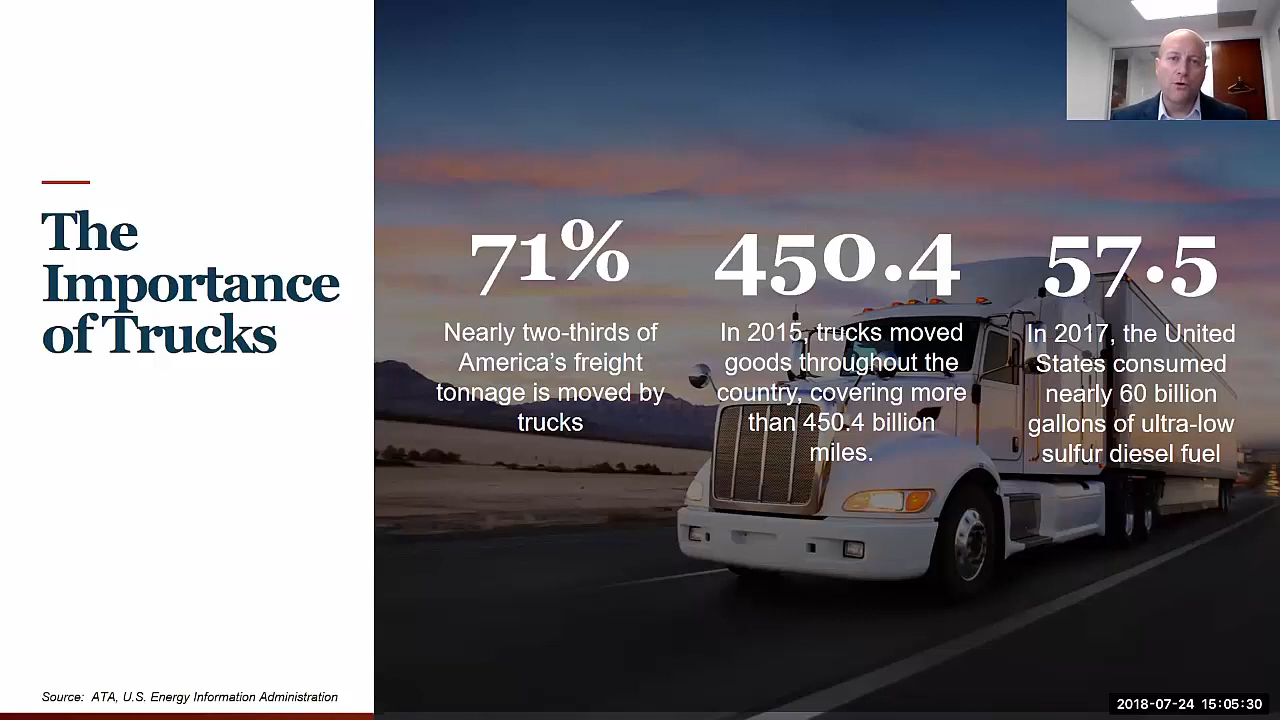 The
Importance
of Trucks
71%
Nearly two-thirds of
America's freight
tonnage is moved by
trucks
450.4
In 2015, trucks moved
goods throughout the
country, covering more
than 450.4 billion
miles.
57.5
In 2017, the United
States consumed
nearly 60 billion
gallons of ultra-low
sulfur diesel fuel
Source: ATA, U.S. Energy Information Administration
2018-07-24 15:05:30